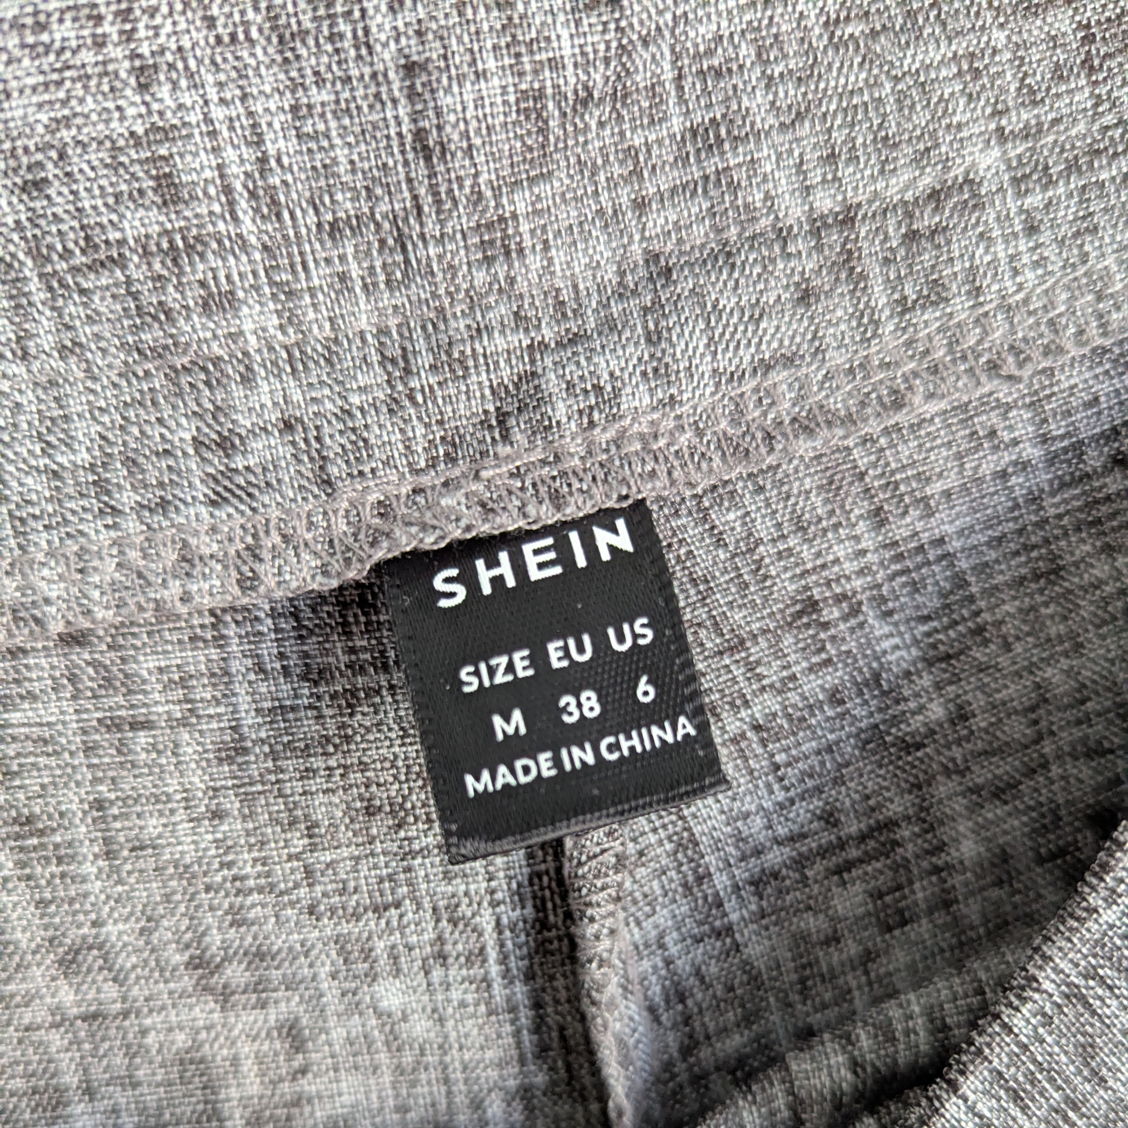 SHEIN
SIZE EU US
M 38 6
MADE IN CHINA